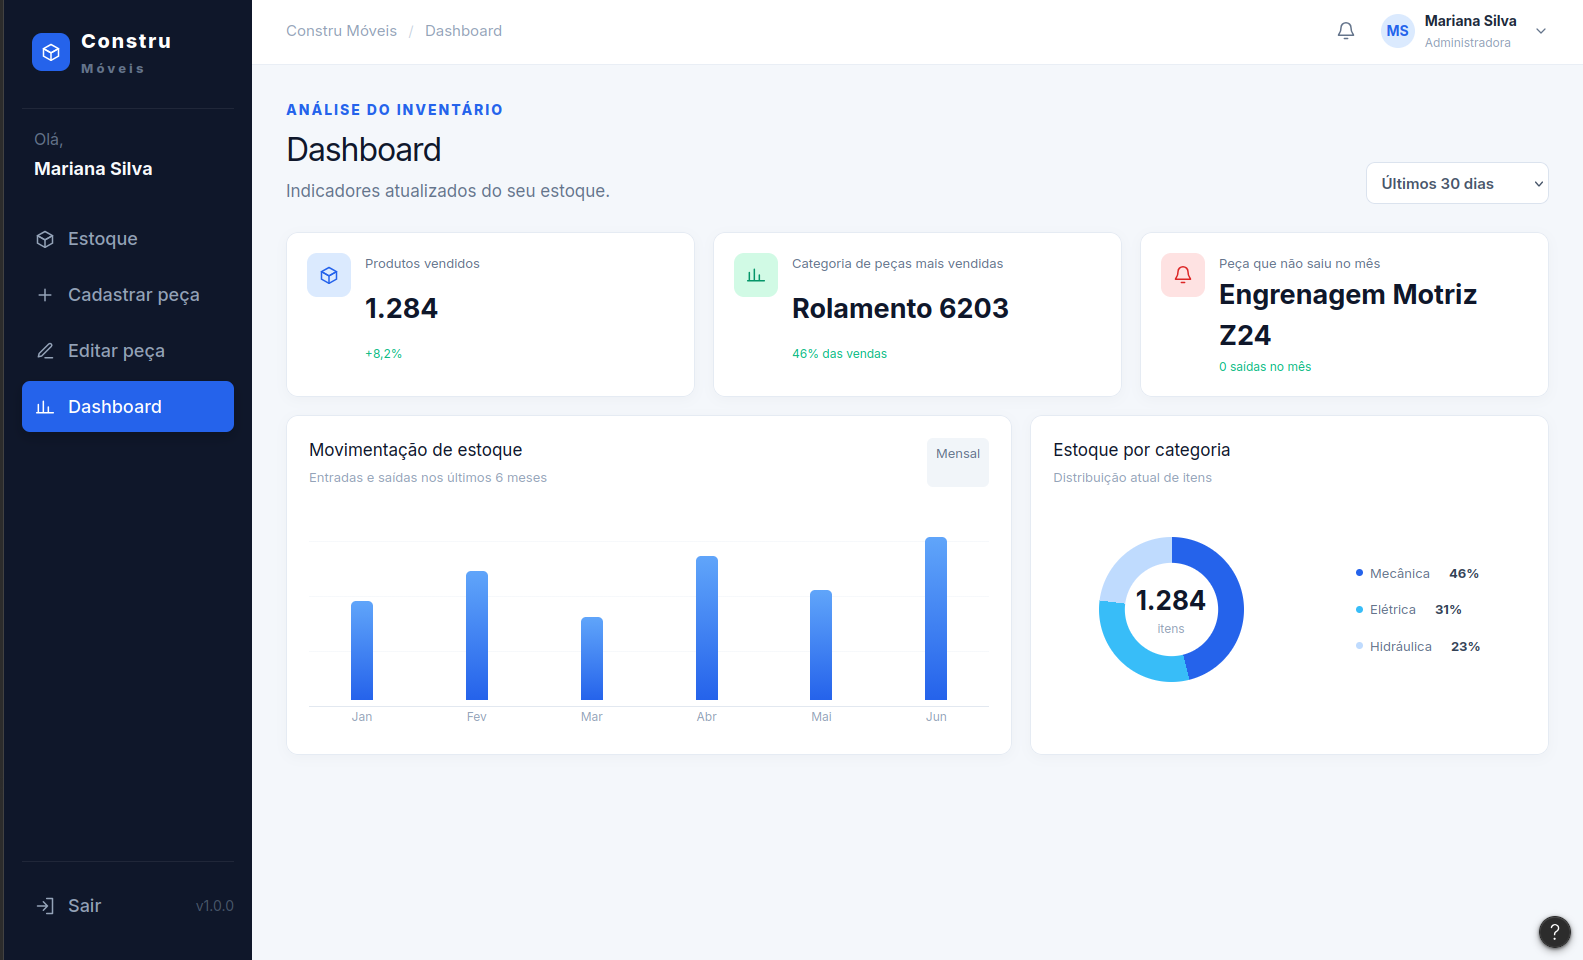 Constru
Móveis
Olá,
Mariana Silva
Estoque
Cadastrar peça
Editar peça
Dashboard
Sair
v1.0.0
Constru Móveis / Dashboard
MS
Mariana Silva
Administradora
ANÁLISE DO INVENTÁRIO
Dashboard
Indicadores atualizados do seu estoque.
Últimos 30 dias
Produtos vendidos
1.284
+8,2%
Categoria de peças mais vendidas
Rolamento 6203
46% das vendas
Peça que não saiu no mês
Engrenagem Motriz
Z24
0 saídas no mês
Movimentação de estoque
Entradas e saídas nos últimos 6 meses
Mensal
Jan Fev Mar Abr Mai Jun
Estoque por categoria
Distribuição atual de itens
1.284
itens
Mecânica 46%
Elétrica 31%
Hidráulica 23%
?